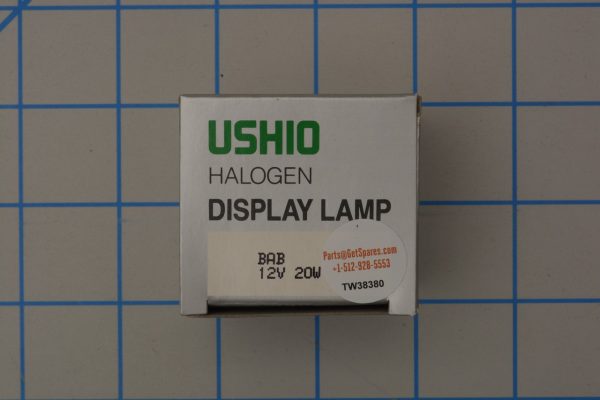 USHIO
HALOGEN
DISPLAY LAMP
BAB
12V 20W
Parts@GetSpares.com
+1-512-928-5553
TW38380